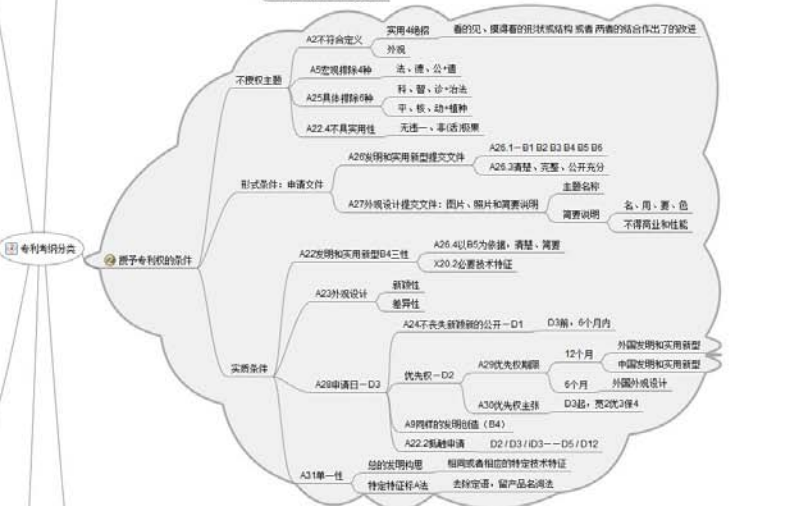 专利考纲分类
授予专利权的条件
不授权主题
A2不符合定义
实用4绝招
看的见、摸得着的形状或结构 或者 两者的结合作出了的改进
外观
A5宏观排除4种
法、德、公+遗
A25具体排除6种
科、智、诊+治法
平、核、动+植种
A22.4不具实用性
无违一、非(活)极果
形式条件：申请文件
A26发明和实用新型提交文件
A26.1－B1 B2 B3 B4 B5 B6
A26.3清楚、完整、公开充分
A27外观设计提交文件：图片、照片和简要说明
主题名称
简要说明
名、用、要、色
不得商业和性能
实质条件
A22发明和实用新型B4三性
A26.4以B5为依据，清楚、简要
X20.2必要技术特征
A23外观设计
新颖性
差异性
A28申请日－D3
A24不丧失新颖新的公开－D1
D3前，6个月内
优先权－D2
A29优先权期限
12个月
外国发明和实用新型
中国发明和实用新型
6个月
外国外观设计
A30优先权主张
D3起，贾2优3保4
A9同样的发明创造（B4）
A22.2抵触申请
D2 / D3 / iD3－－D5 / D12
A31单一性
总的发明构思
相同或者相应的特定技术特征
特定特征标A法
去除定语，留产品名词法